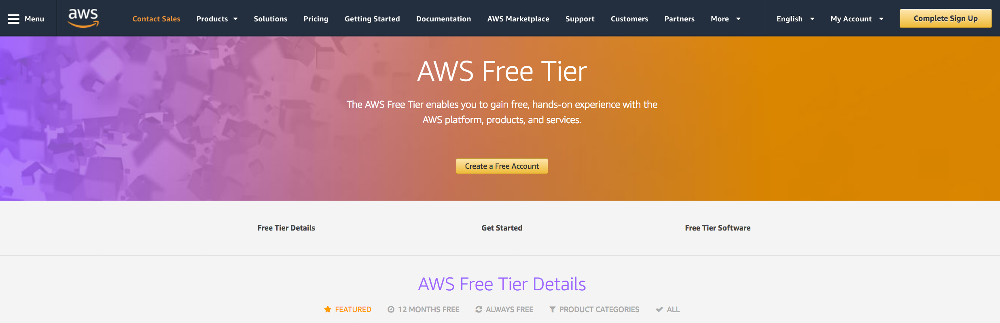 Menu
aws
Contact Sales
Products
Solutions
Pricing
Getting Started
Documentation
AWS Marketplace
Support
Customers
Partners
More
English
My Account
Complete Sign Up
AWS Free Tier
The AWS Free Tier enables you to gain free, hands-on experience with the
AWS platform, products, and services.
Create a Free Account
Free Tier Details
Get Started
Free Tier Software
AWS Free Tier Details
FEATURED
12 MONTHS FREE
ALWAYS FREE
PRODUCT CATEGORIES
ALL